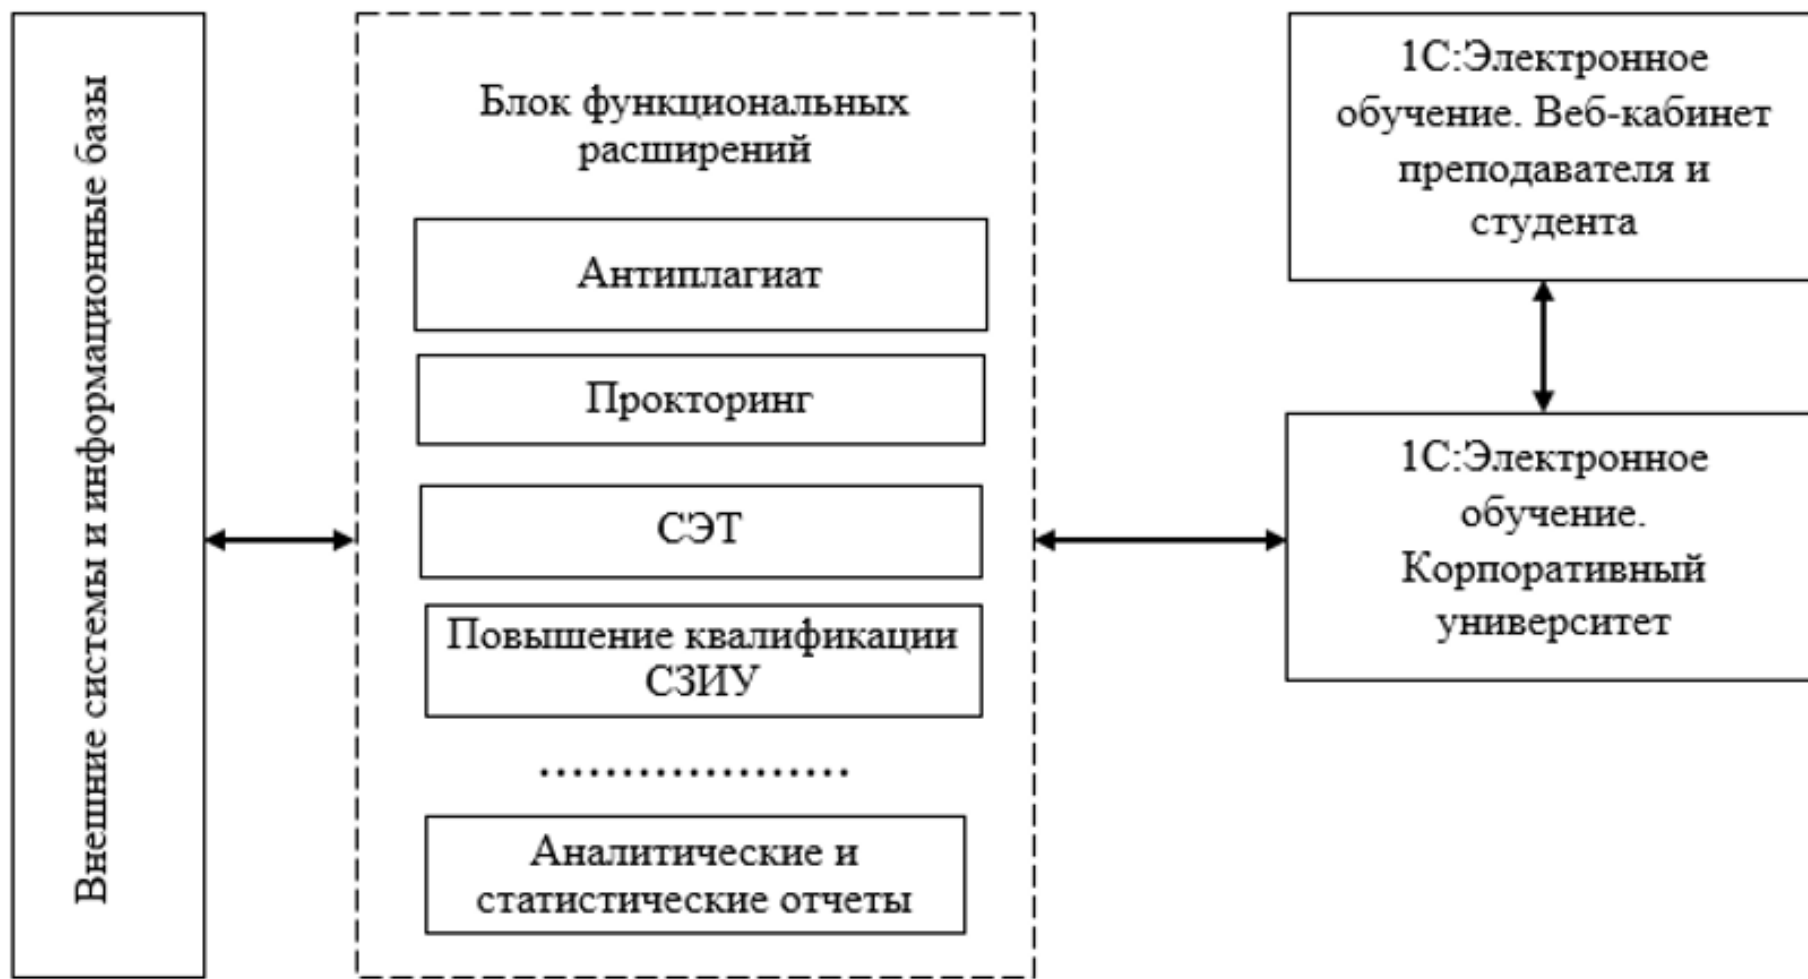 Внешние системы и информационные базы
Блок функциональных
расширений
Антиплагиат
Прокторинг
СЭТ
Повышение квалификации
СЗИУ
...................
Аналитические и
статистические отчеты
1С:Электронное
обучение. Веб-кабинет
преподавателя и
студента
1С:Электронное
обучение.
Корпоративный
университет